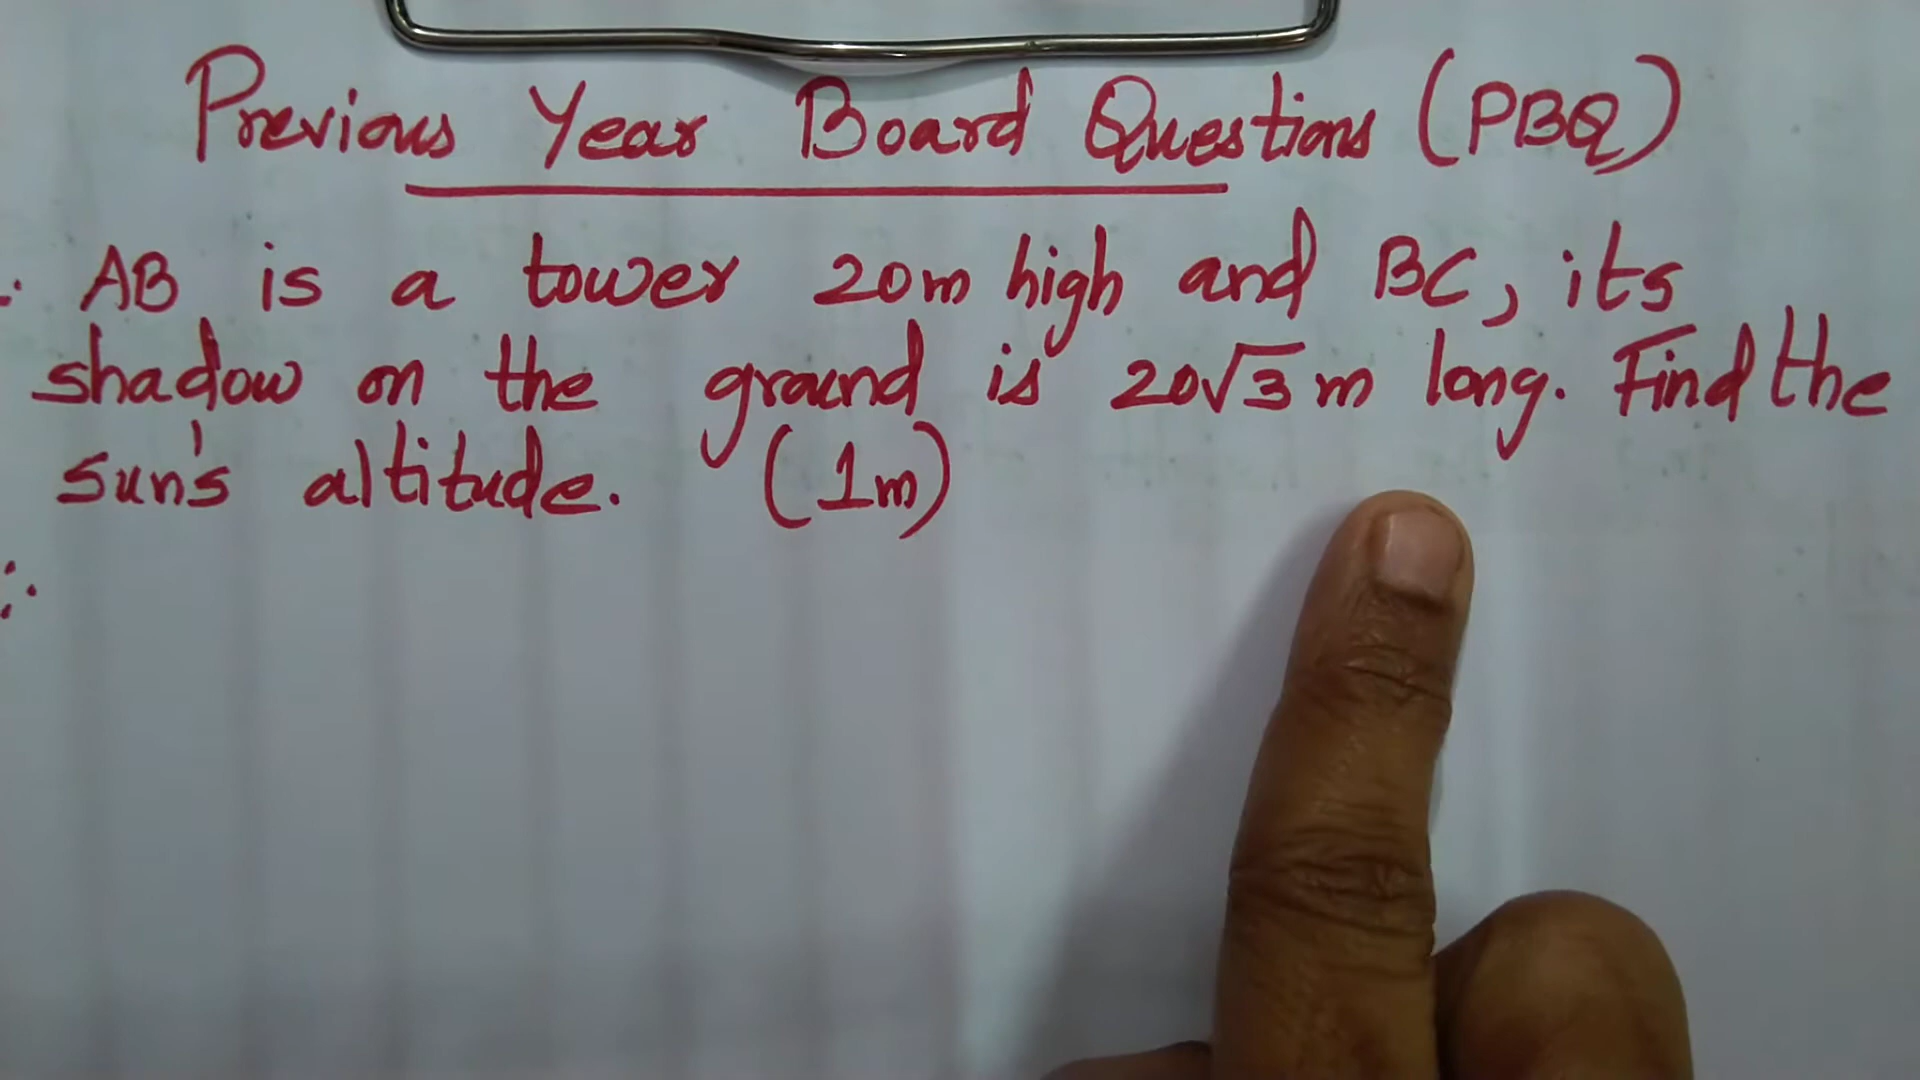 Previous Year Board Questions (PBQ)
AB is a tower 20m high and BC, its
shadow on the ground is 20√3 m long. Find the
sun's altitude. (1m)